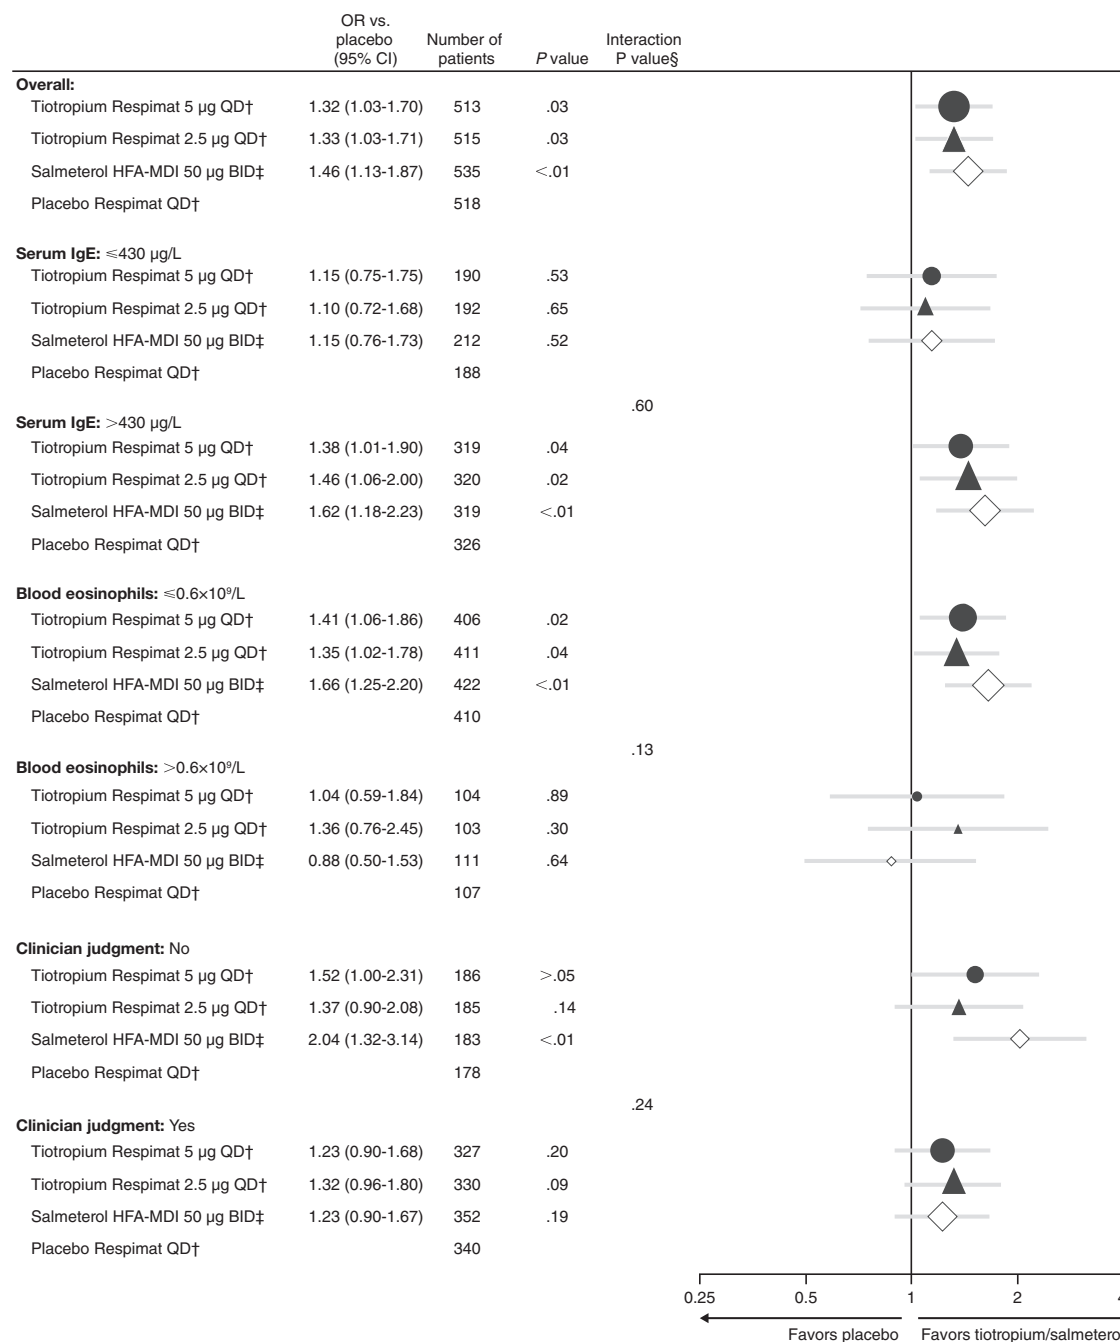 OR vs. placebo (95% CI) Number of patients P value Interaction P value§
Overall:
Tiotropium Respimat 5 µg QD† 1.32 (1.03-1.70) 513 .03
Tiotropium Respimat 2.5 µg QD† 1.33 (1.03-1.71) 515 .03
Salmeterol HFA-MDI 50 µg BID‡ 1.46 (1.13-1.87) 535 <.01
Placebo Respimat QD† 518
Serum IgE: ≤430 µg/L
Tiotropium Respimat 5 µg QD† 1.15 (0.75-1.75) 190 .53
Tiotropium Respimat 2.5 µg QD† 1.10 (0.72-1.68) 192 .65
Salmeterol HFA-MDI 50 µg BID‡ 1.15 (0.76-1.73) 212 .52
Placebo Respimat QD† 188
.60
Serum IgE: >430 µg/L
Tiotropium Respimat 5 µg QD† 1.38 (1.01-1.90) 319 .04
Tiotropium Respimat 2.5 µg QD† 1.46 (1.06-2.00) 320 .02
Salmeterol HFA-MDI 50 µg BID‡ 1.62 (1.18-2.23) 319 <.01
Placebo Respimat QD† 326
Blood eosinophils: ≤0.6×10⁹/L
Tiotropium Respimat 5 µg QD† 1.41 (1.06-1.86) 406 .02
Tiotropium Respimat 2.5 µg QD† 1.35 (1.02-1.78) 411 .04
Salmeterol HFA-MDI 50 µg BID‡ 1.66 (1.25-2.20) 422 <.01
Placebo Respimat QD† 410
.13
Blood eosinophils: >0.6×10⁹/L
Tiotropium Respimat 5 µg QD† 1.04 (0.59-1.84) 104 .89
Tiotropium Respimat 2.5 µg QD† 1.36 (0.76-2.45) 103 .30
Salmeterol HFA-MDI 50 µg BID‡ 0.88 (0.50-1.53) 111 .64
Placebo Respimat QD† 107
Clinician judgment: No
Tiotropium Respimat 5 µg QD† 1.52 (1.00-2.31) 186 >.05
Tiotropium Respimat 2.5 µg QD† 1.37 (0.90-2.08) 185 .14
Salmeterol HFA-MDI 50 µg BID‡ 2.04 (1.32-3.14) 183 <.01
Placebo Respimat QD† 178
.24
Clinician judgment: Yes
Tiotropium Respimat 5 µg QD† 1.23 (0.90-1.68) 327 .20
Tiotropium Respimat 2.5 µg QD† 1.32 (0.96-1.80) 330 .09
Salmeterol HFA-MDI 50 µg BID‡ 1.23 (0.90-1.67) 352 .19
Placebo Respimat QD† 340
0.25 0.5 1 2
Favors placebo Favors tiotropium/salmetero